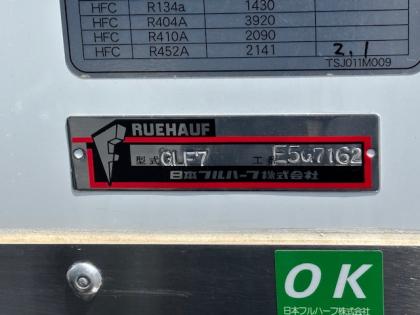 HFC R134a 1430
HFC R404A 3920
HFC R410A 2090
HFC R452A 2141
2.1
TSJ011M009
FRUEHAUF
型式 GLF7 工番 E5G7162
日本フルハーフ株式会社
OK
日本フルハーフ株式会社